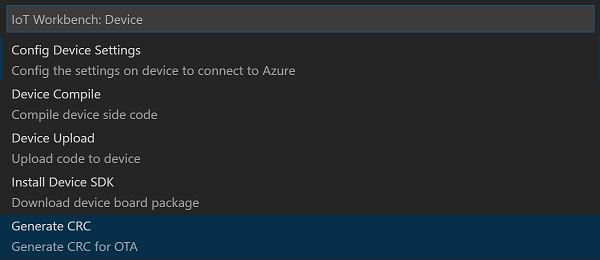 IoT Workbench: Device
Config Device Settings
Config the settings on device to connect to Azure
Device Compile
Compile device side code
Device Upload
Upload code to device
Install Device SDK
Download device board package
Generate CRC
Generate CRC for OTA